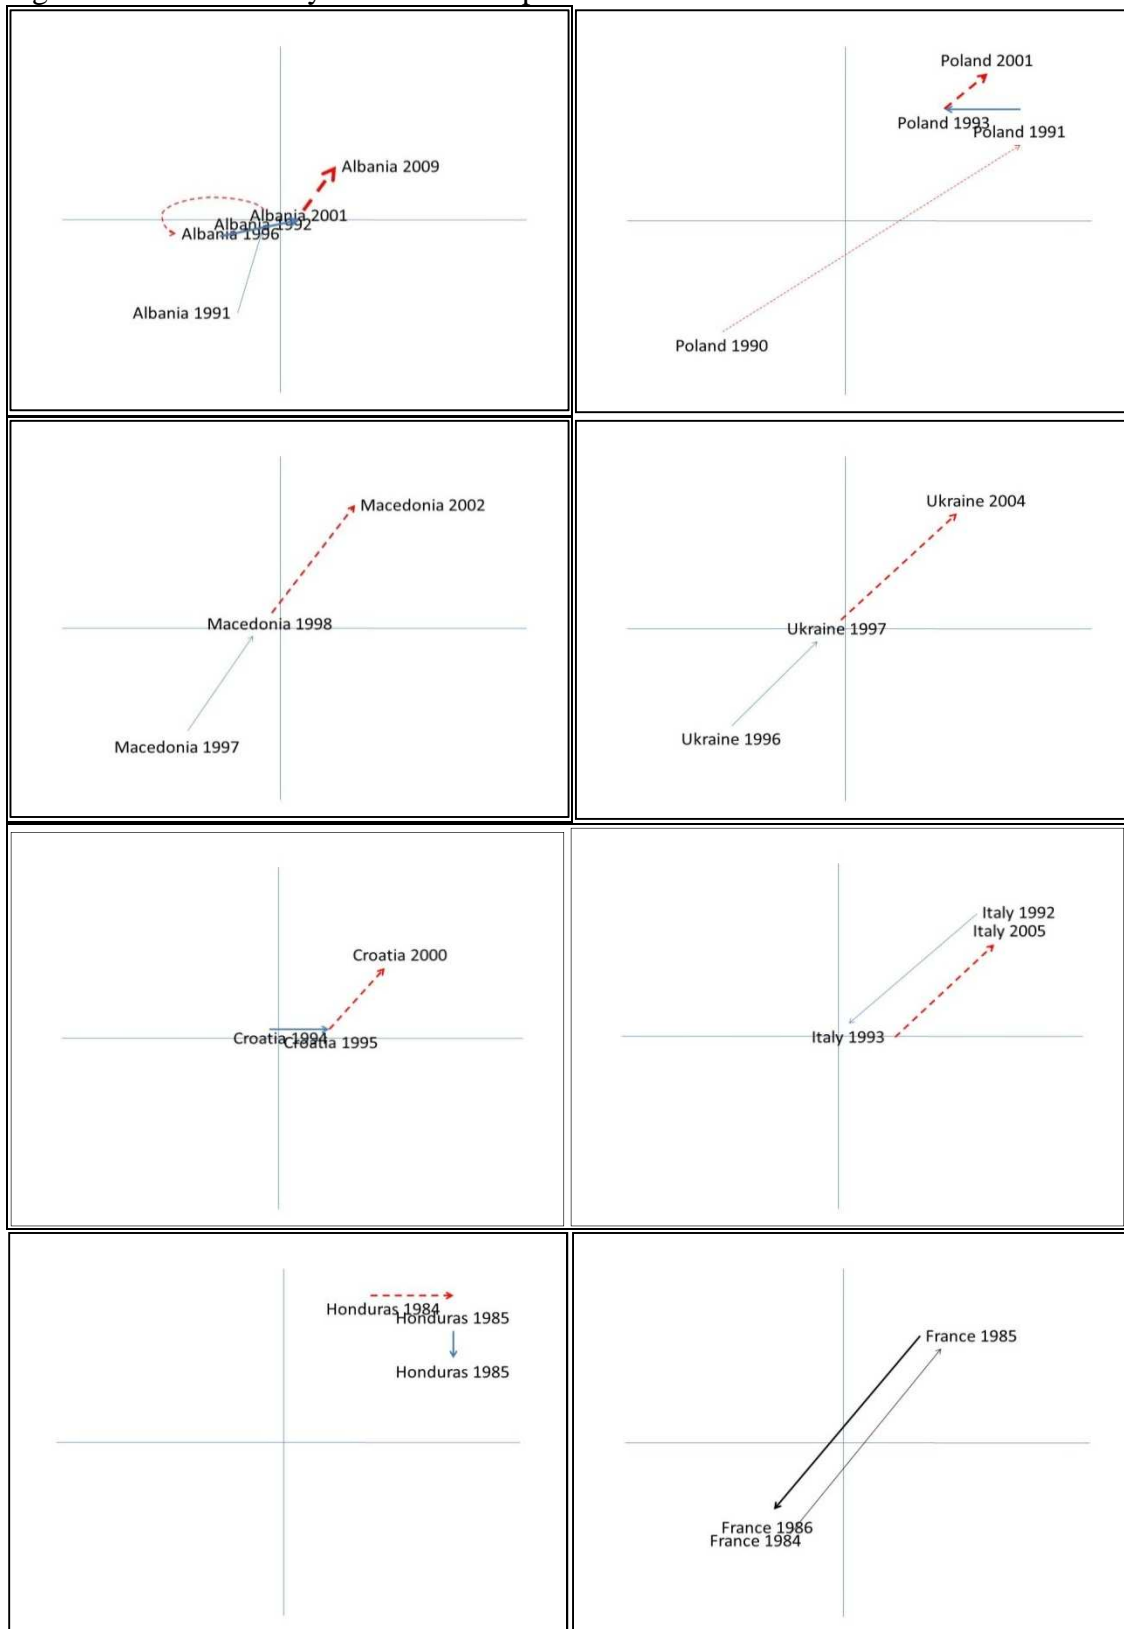 Albania 2009
Albania 2001
Albania 1992
Albania 1996
Albania 1991
Poland 2001
Poland 1993
Poland 1991
Poland 1990
Macedonia 2002
Macedonia 1998
Macedonia 1997
Ukraine 2004
Ukraine 1997
Ukraine 1996
Croatia 2000
Croatia 1994
Croatia 1995
Italy 1992
Italy 2005
Italy 1993
Honduras 1984
Honduras 1985
Honduras 1985
France 1985
France 1986
France 1984